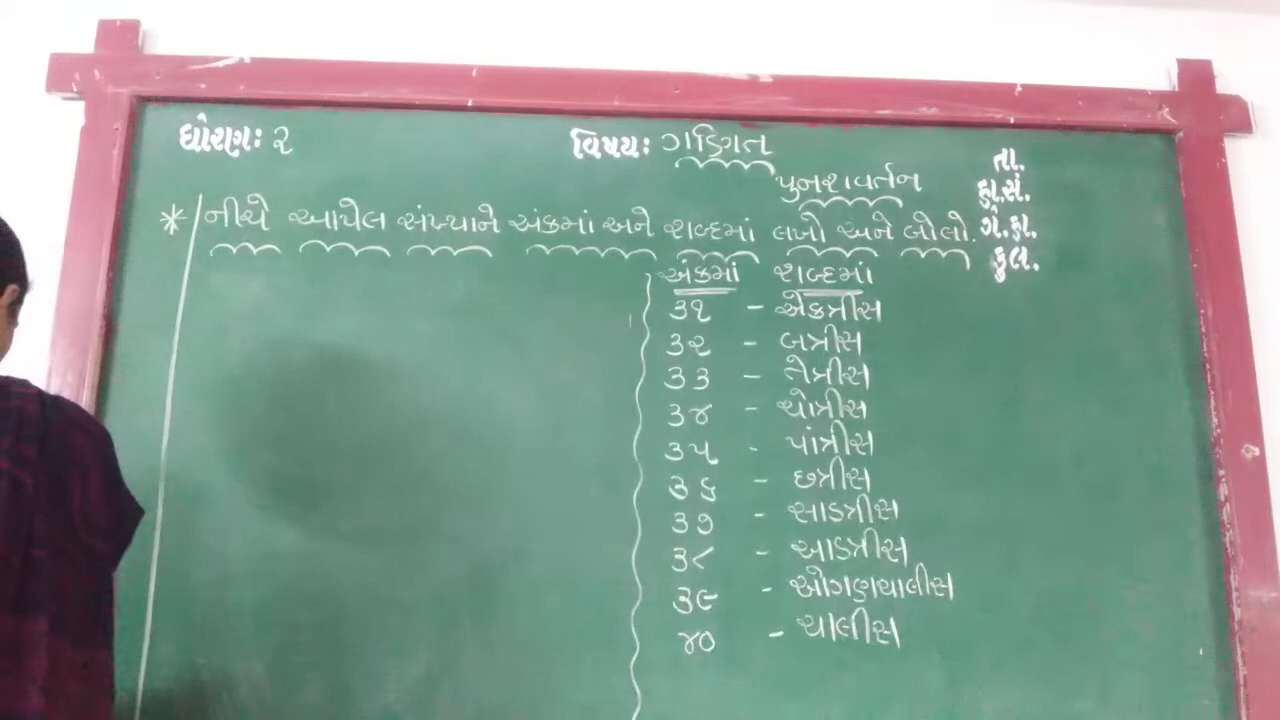 ધોરણઃ ૨
વિષયઃ ગણિત
પુનરાવર્તન
તા.
હા.સં.
ગે.હા.
કુલ.
* નીચે આપેલ સંખ્યાને અંકમાં અને શબ્દમાં લખો અને બોલો.
અંકમાં શબ્દમાં
૩૧ - એકત્રીસ
૩૨ - બત્રીસ
૩૩ - તેત્રીસ
૩૪ - ચોત્રીસ
૩૫ - પાંત્રીસ
૩૬ - છત્રીસ
૩૭ - સાડત્રીસ
૩૮ - આડત્રીસ
૩૯ - ઓગણચાલીસ
૪૦ - ચાલીસ